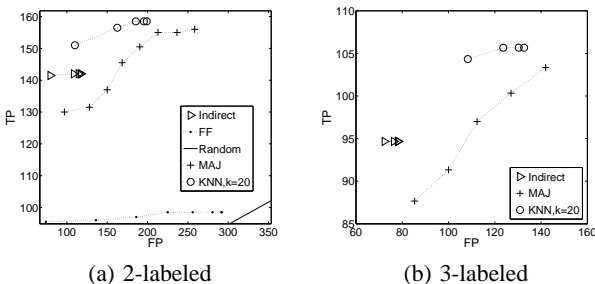 160
150
140
130
120
110
100
TP
100
150
200
250
300
350
FP
Indirect
FF
Random
MAJ
KNN,k=20
(a) 2-labeled
110
105
100
95
90
85
TP
60
80
100
120
140
160
FP
Indirect
MAJ
KNN,k=20
(b) 3-labeled